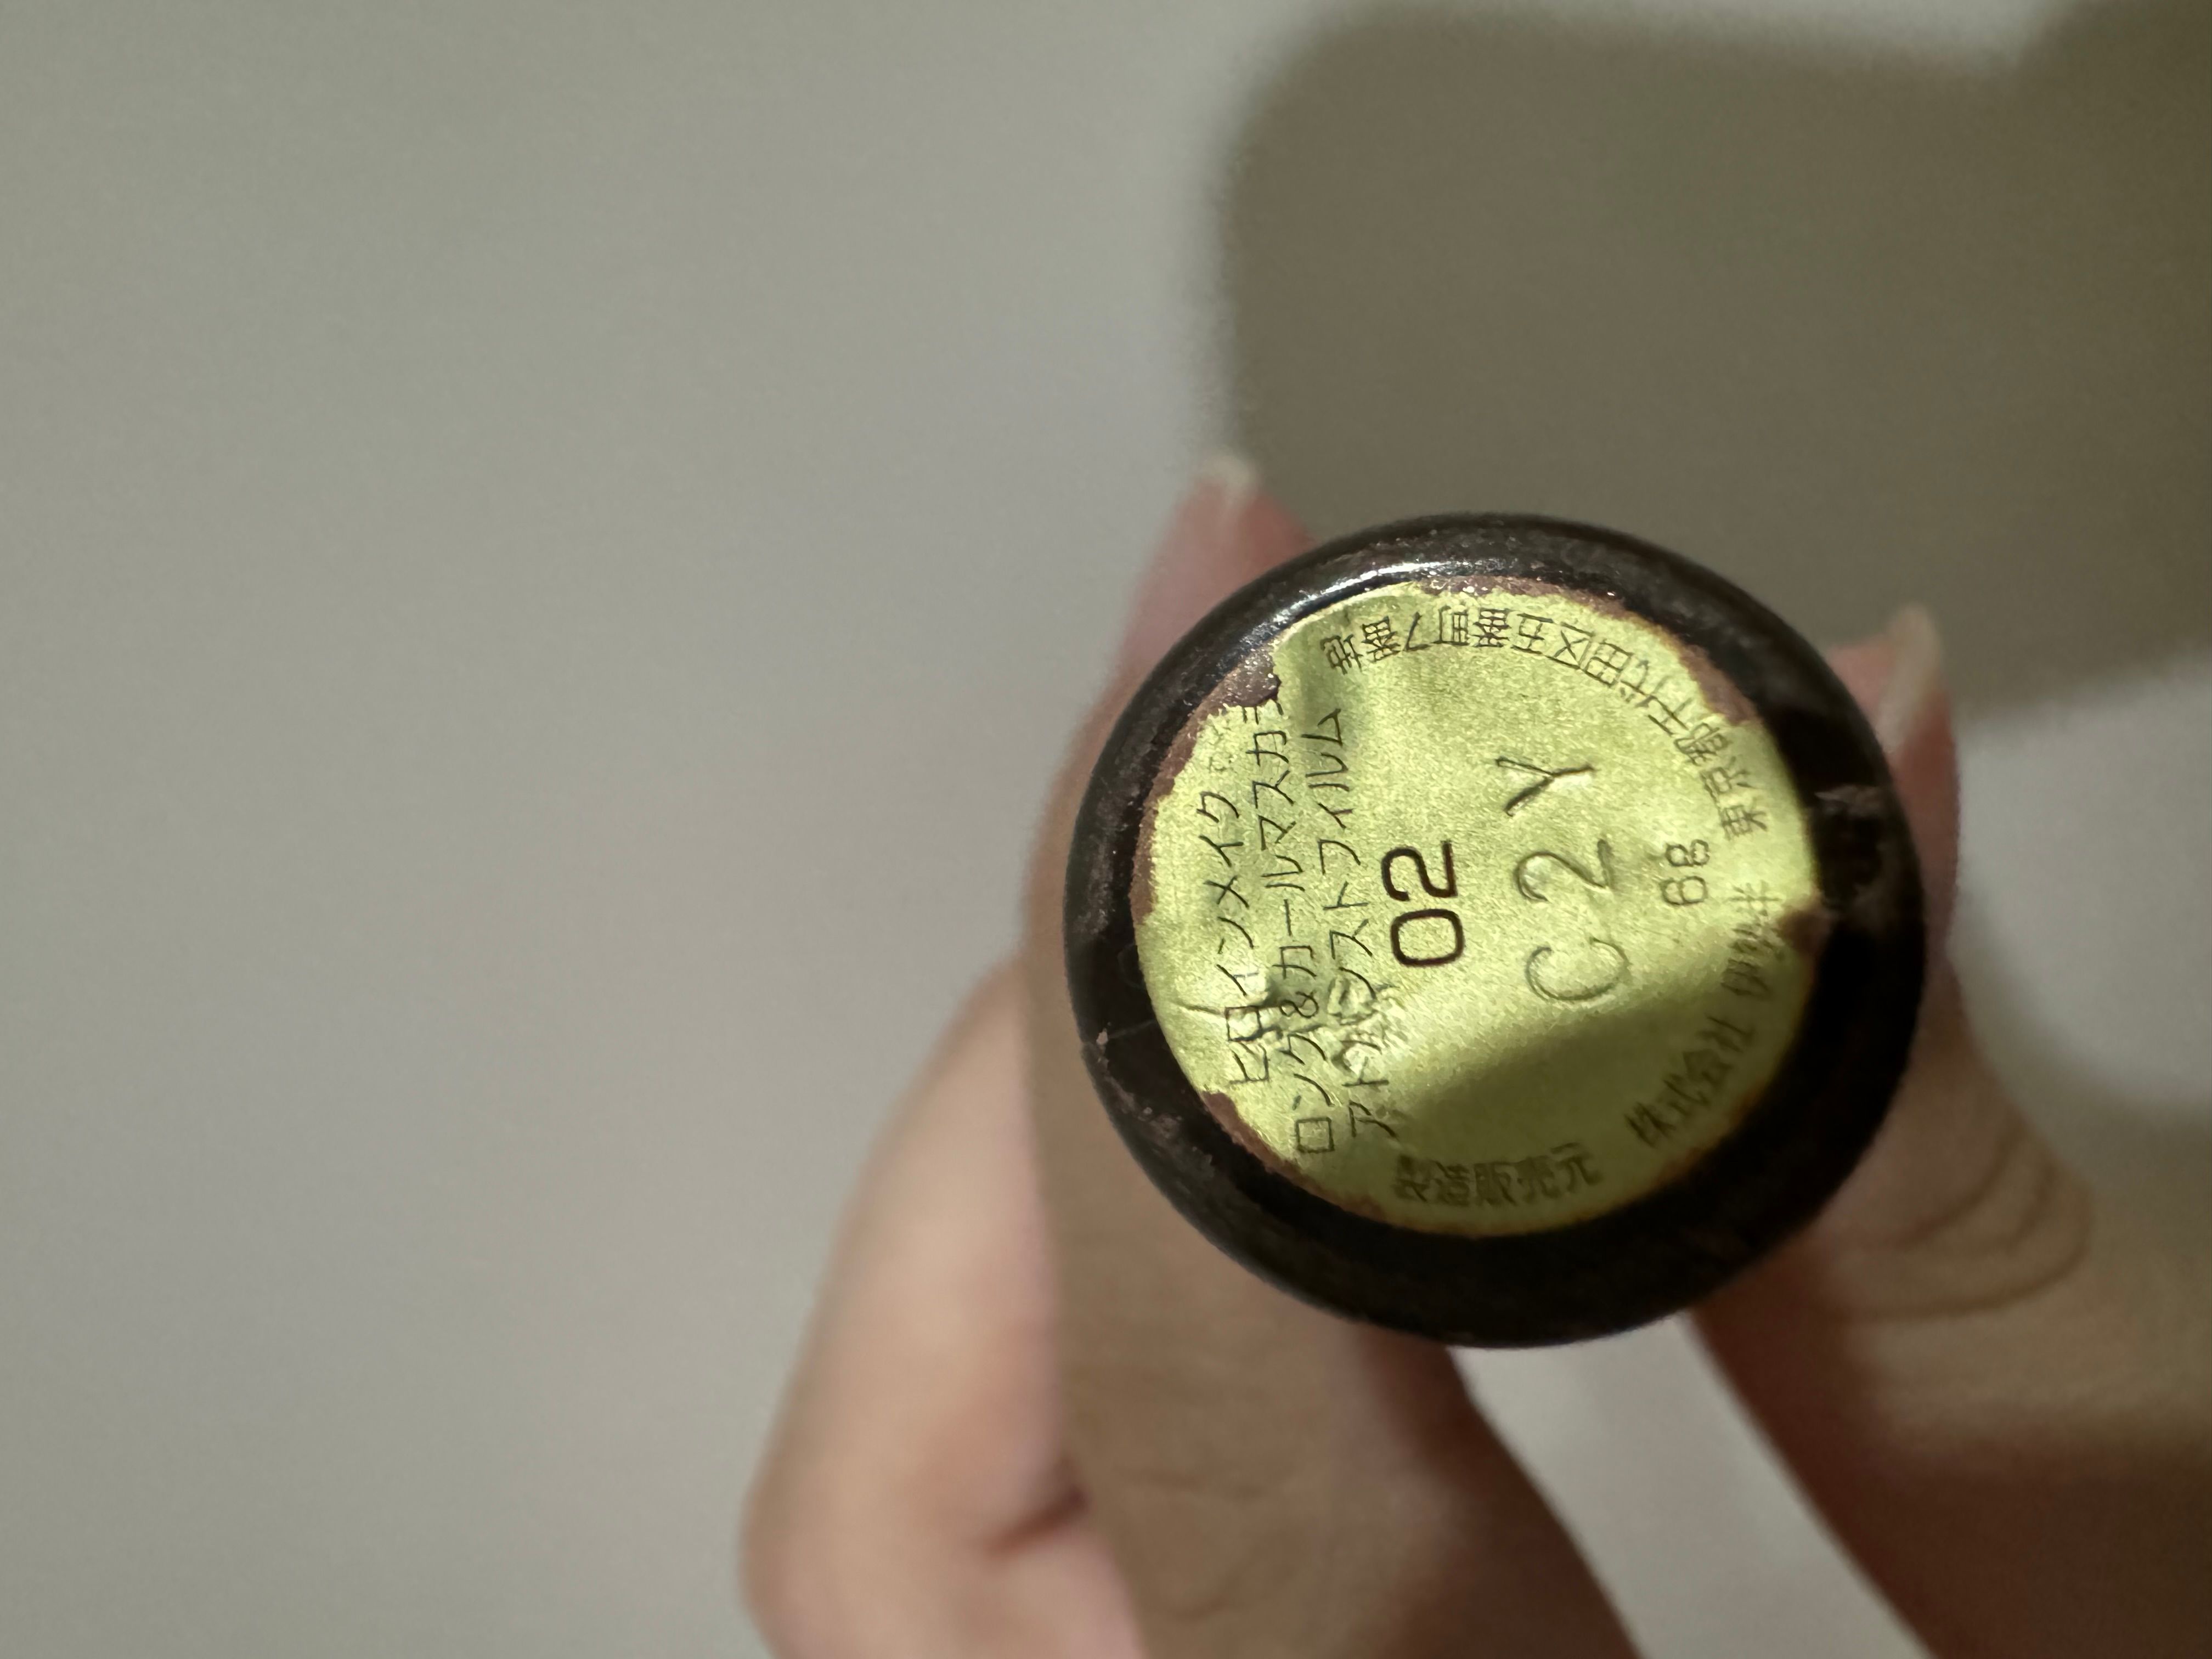 ヒロインメイク
ロング&カールマスカラ
アドバンストフィルム
02
C2Y
6g
製造販売元 株式会社 伊勢半 東京都千代田区五番町7番地